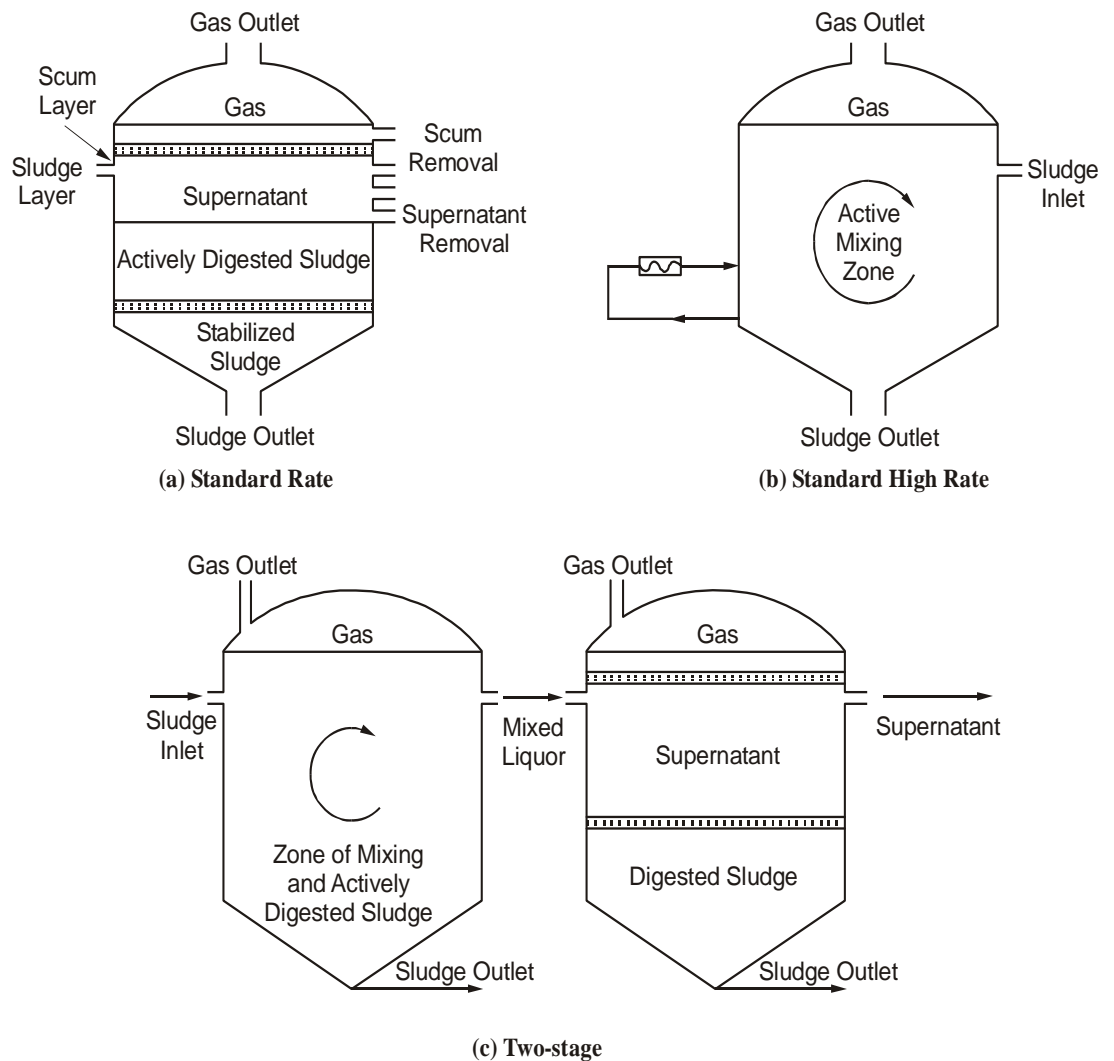 Gas Outlet
Scum
Layer
Gas
Scum
Removal
Sludge
Layer
Supernatant
Supernatant
Removal
Actively Digested Sludge
Stabilized
Sludge
Sludge Outlet
(a) Standard Rate
Gas Outlet
Gas
Sludge
Inlet
Active
Mixing
Zone
Sludge Outlet
(b) Standard High Rate
Gas Outlet
Gas
Sludge
Inlet
Zone of Mixing
and Actively
Digested Sludge
Sludge Outlet
Mixed
Liquor
Gas Outlet
Gas
Supernatant
Supernatant
Digested Sludge
Sludge Outlet
(c) Two-stage